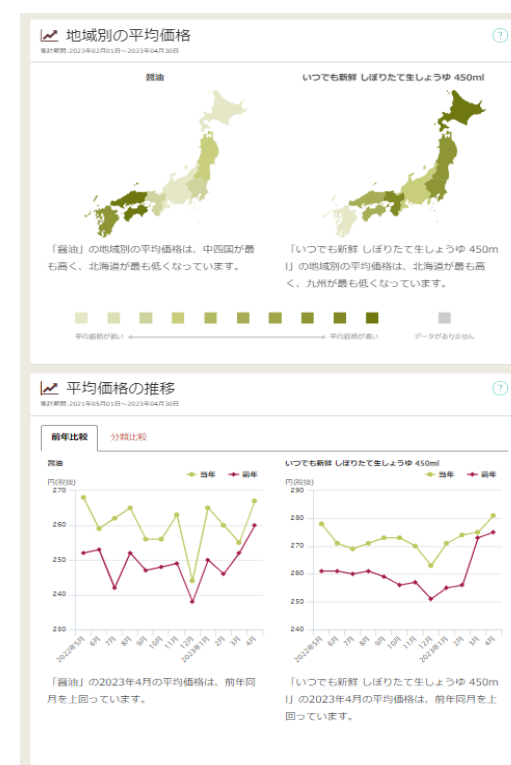 地域別の平均価格
?
集計期間:2023年02月01日～2023年04月30日
醤油
いつでも新鮮 しぼりたて生しょうゆ 450ml
「醤油」の地域別の平均価格は、中四国が最
も高く、北海道が最も低くなっています。
「いつでも新鮮 しぼりたて生しょうゆ 450m
l」の地域別の平均価格は、北海道が最も高
く、九州が最も低くなっています。
平均価格が低い
平均価格が高い
データがありません
平均価格の推移
?
集計期間:2021年05月01日～2023年04月30日
前年比較
分類比較
醤油
当年
前年
円(税抜)
270
260
250
240
230
2022年5月
6月
7月
8月
9月
10月
11月
12月
2023年1月
2月
3月
4月
いつでも新鮮 しぼりたて生しょうゆ 450ml
当年
前年
円(税抜)
290
280
270
260
250
240
2022年5月
6月
7月
8月
9月
10月
11月
12月
2023年1月
2月
3月
4月
「醤油」の2023年4月の平均価格は、前年同
月を上回っています。
「いつでも新鮮 しぼりたて生しょうゆ 450m
l」の2023年4月の平均価格は、前年同月を上
回っています。